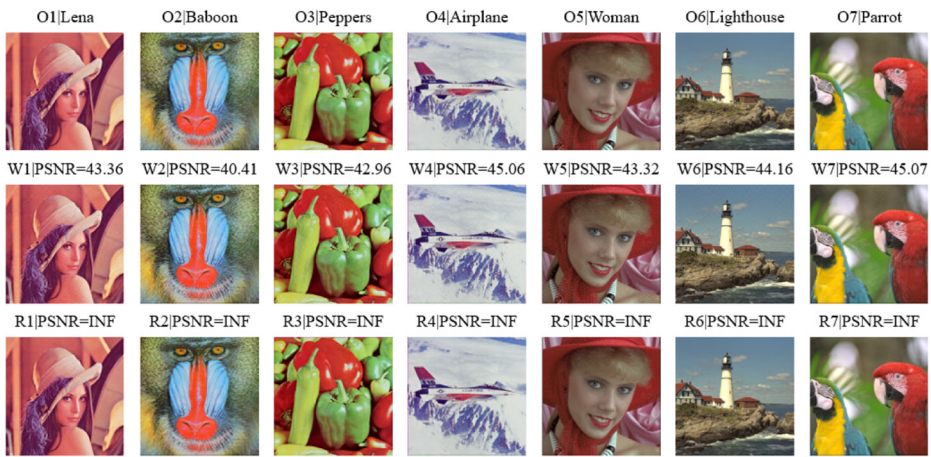 O1|Lena O2|Baboon O3|Peppers O4|Airplane O5|Woman O6|Lighthouse O7|Parrot
W1|PSNR=43.36 W2|PSNR=40.41 W3|PSNR=42.96 W4|PSNR=45.06 W5|PSNR=43.32 W6|PSNR=44.16 W7|PSNR=45.07
R1|PSNR=INF R2|PSNR=INF R3|PSNR=INF R4|PSNR=INF R5|PSNR=INF R6|PSNR=INF R7|PSNR=INF